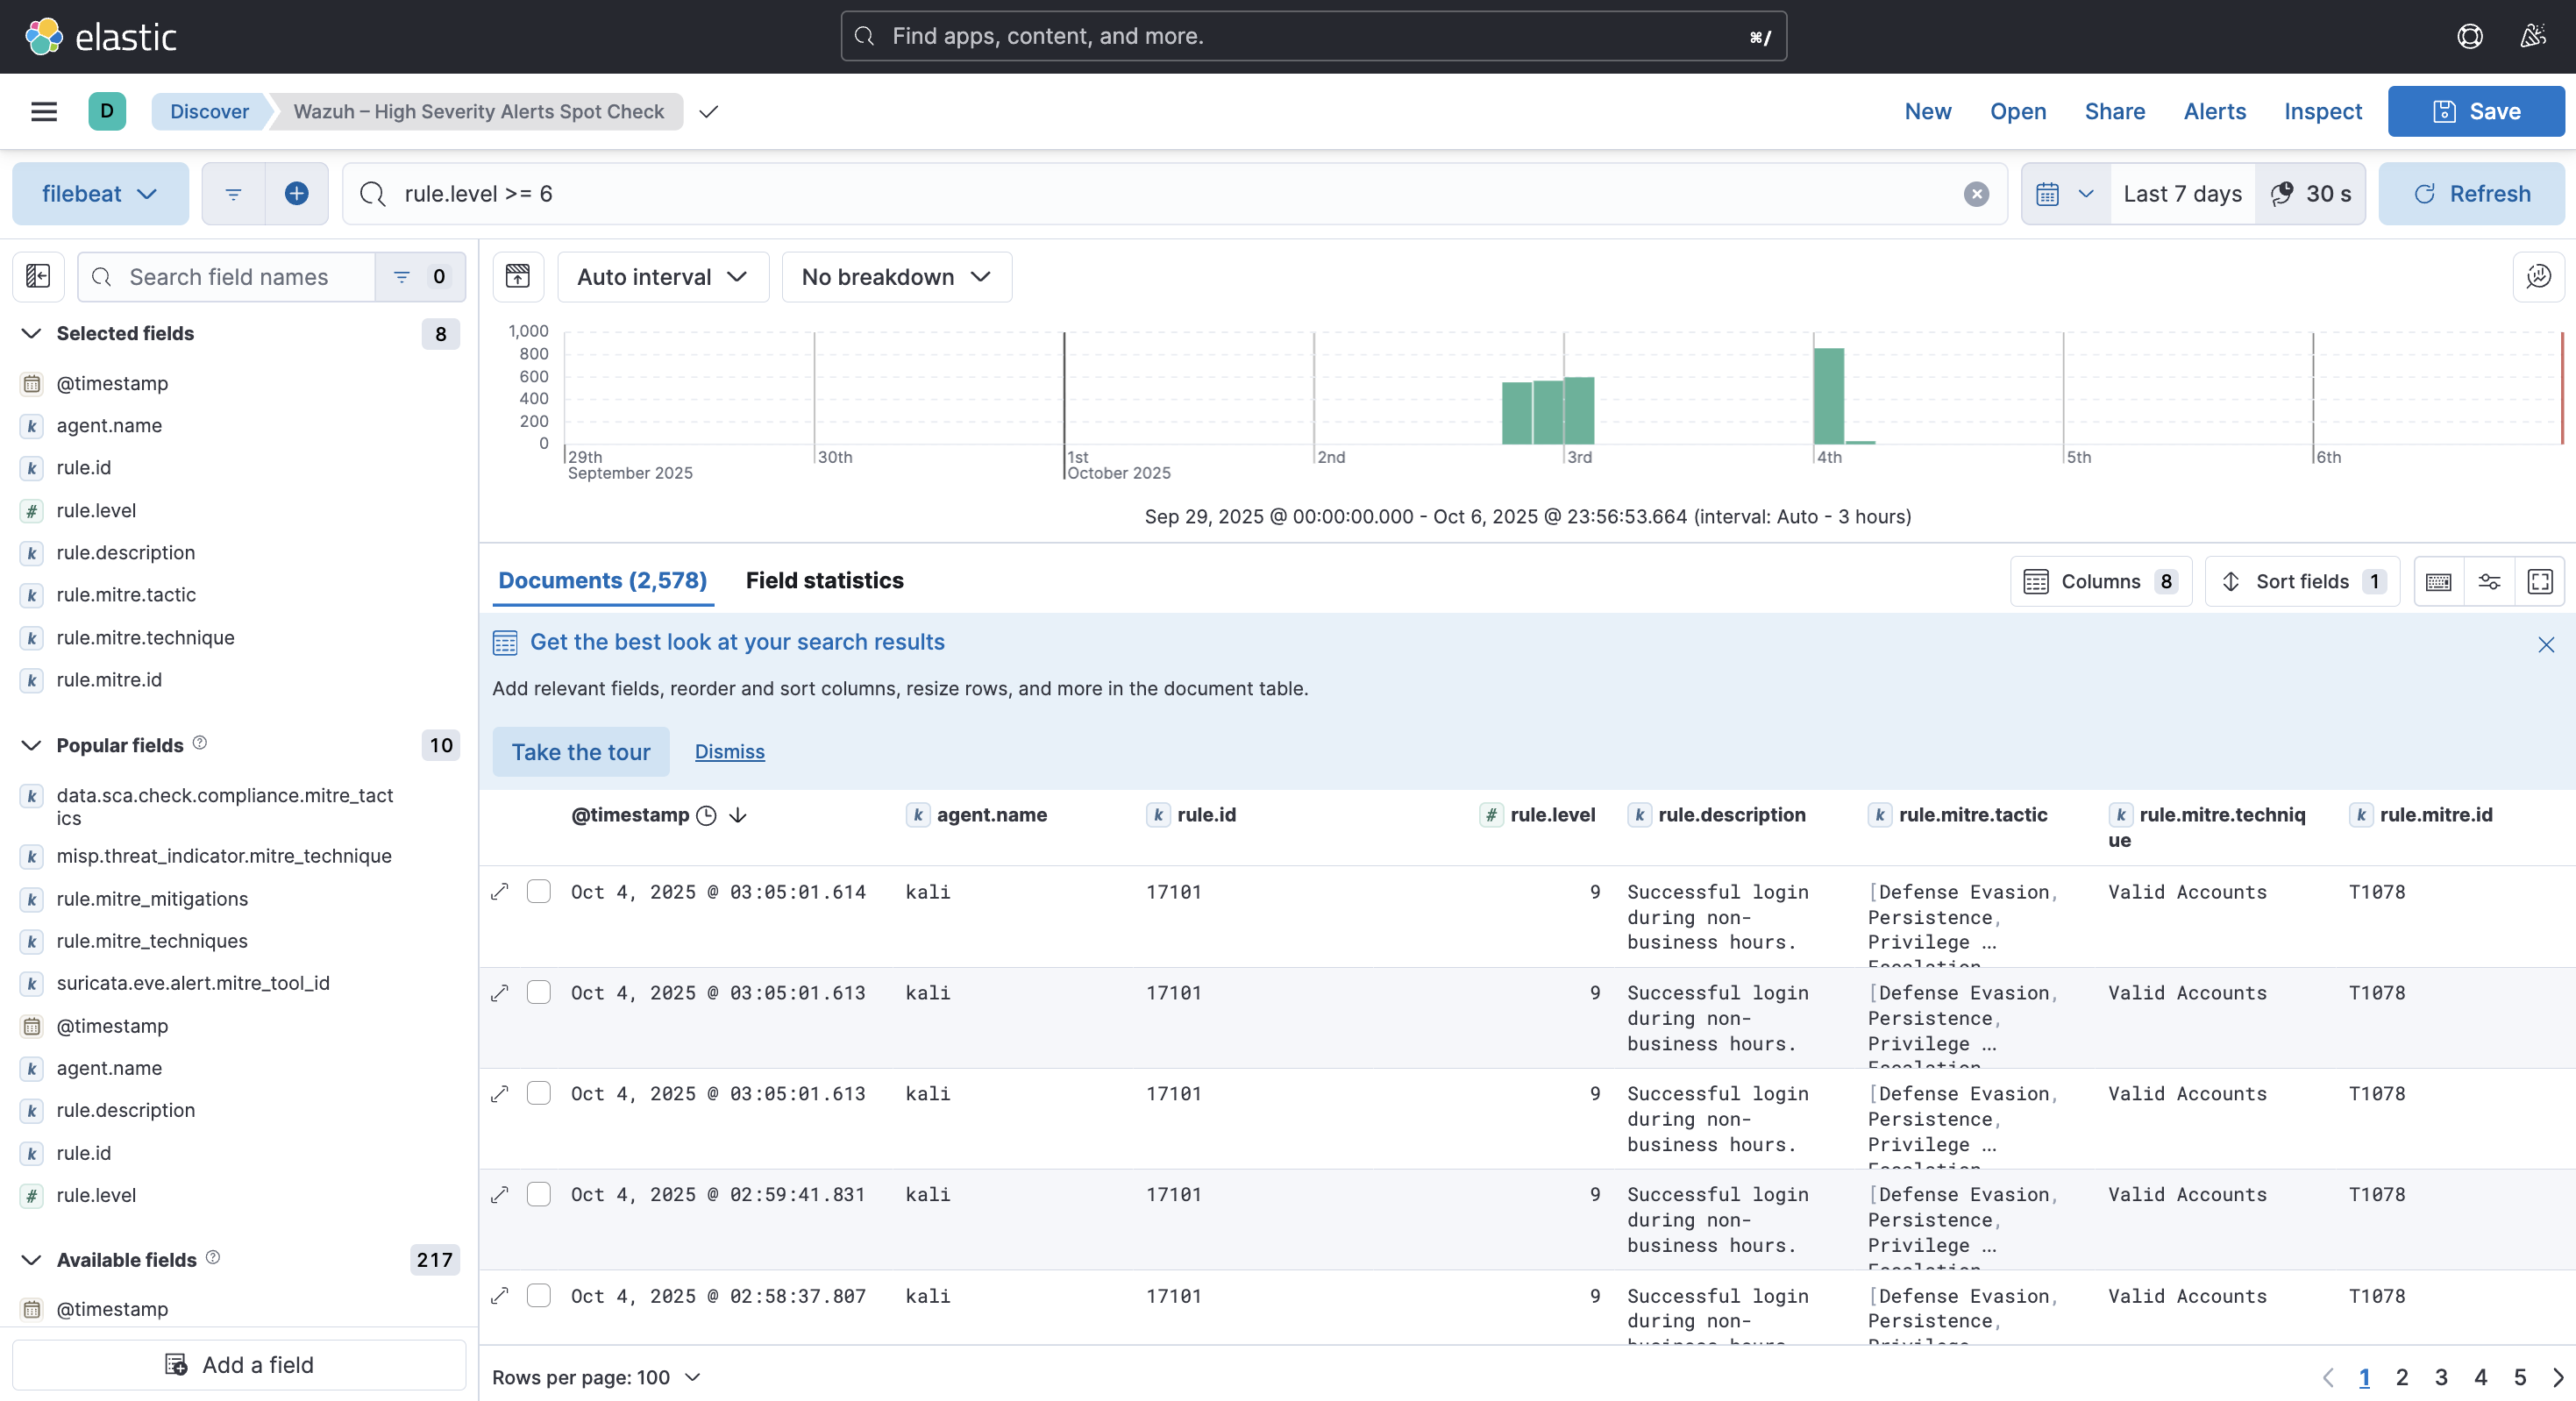 elastic
Find apps, content, and more.
⌘/
D
Discover
Wazuh – High Severity Alerts Spot Check
New
Open
Share
Alerts
Inspect
Save
filebeat
rule.level >= 6
Last 7 days
30 s
Refresh
Search field names
0
Auto interval
No breakdown
Selected fields
8
@timestamp
k agent.name
k rule.id
# rule.level
k rule.description
k rule.mitre.tactic
k rule.mitre.technique
k rule.mitre.id
Popular fields
10
k data.sca.check.compliance.mitre_tact
ics
k misp.threat_indicator.mitre_technique
k rule.mitre_mitigations
k rule.mitre_techniques
k suricata.eve.alert.mitre_tool_id
@timestamp
k agent.name
k rule.description
k rule.id
# rule.level
Available fields
217
@timestamp
Add a field
1,000
800
600
400
200
0
29th
September 2025
30th
1st
October 2025
2nd
3rd
4th
5th
6th
Sep 29, 2025 @ 00:00:00.000 - Oct 6, 2025 @ 23:56:53.664 (interval: Auto - 3 hours)
Documents (2,578)
Field statistics
Columns 8
Sort fields 1
Get the best look at your search results
Add relevant fields, reorder and sort columns, resize rows, and more in the document table.
Take the tour
Dismiss
@timestamp
k agent.name
k rule.id
# rule.level
k rule.description
k rule.mitre.tactic
k rule.mitre.techniq
ue
k rule.mitre.id
Oct 4, 2025 @ 03:05:01.614
kali
17101
9
Successful login
during non-
business hours.
[Defense Evasion,
Persistence,
Privilege ...
Escalation
Valid Accounts
T1078
Oct 4, 2025 @ 03:05:01.613
kali
17101
9
Successful login
during non-
business hours.
[Defense Evasion,
Persistence,
Privilege ...
Escalation
Valid Accounts
T1078
Oct 4, 2025 @ 03:05:01.613
kali
17101
9
Successful login
during non-
business hours.
[Defense Evasion,
Persistence,
Privilege ...
Escalation
Valid Accounts
T1078
Oct 4, 2025 @ 02:59:41.831
kali
17101
9
Successful login
during non-
business hours.
[Defense Evasion,
Persistence,
Privilege ...
Escalation
Valid Accounts
T1078
Oct 4, 2025 @ 02:58:37.807
kali
17101
9
Successful login
during non-
business hours
[Defense Evasion,
Persistence,
Privilege
Valid Accounts
T1078
Rows per page: 100
1
2
3
4
5